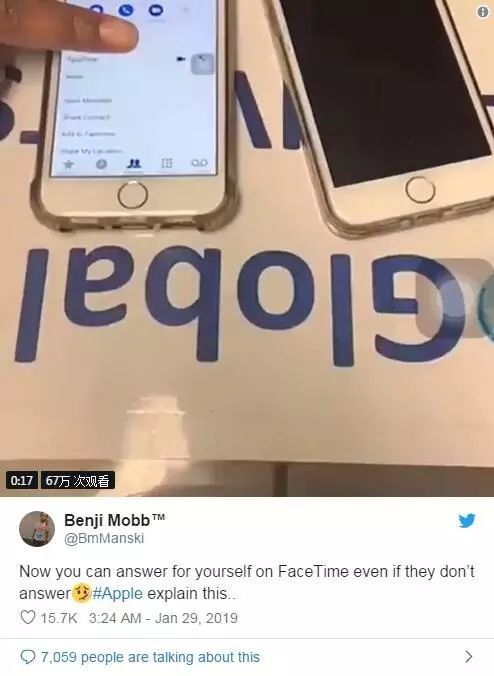 FaceTime
Send Message
Share Contact
Add to Favorites
Share My Location
Global
0:17 67万 次观看
Benji Mobb™
@BmManski
Now you can answer for yourself on FaceTime even if they don't
answer🤨#Apple explain this..
15.7K 3:24 AM - Jan 29, 2019
7,059 people are talking about this